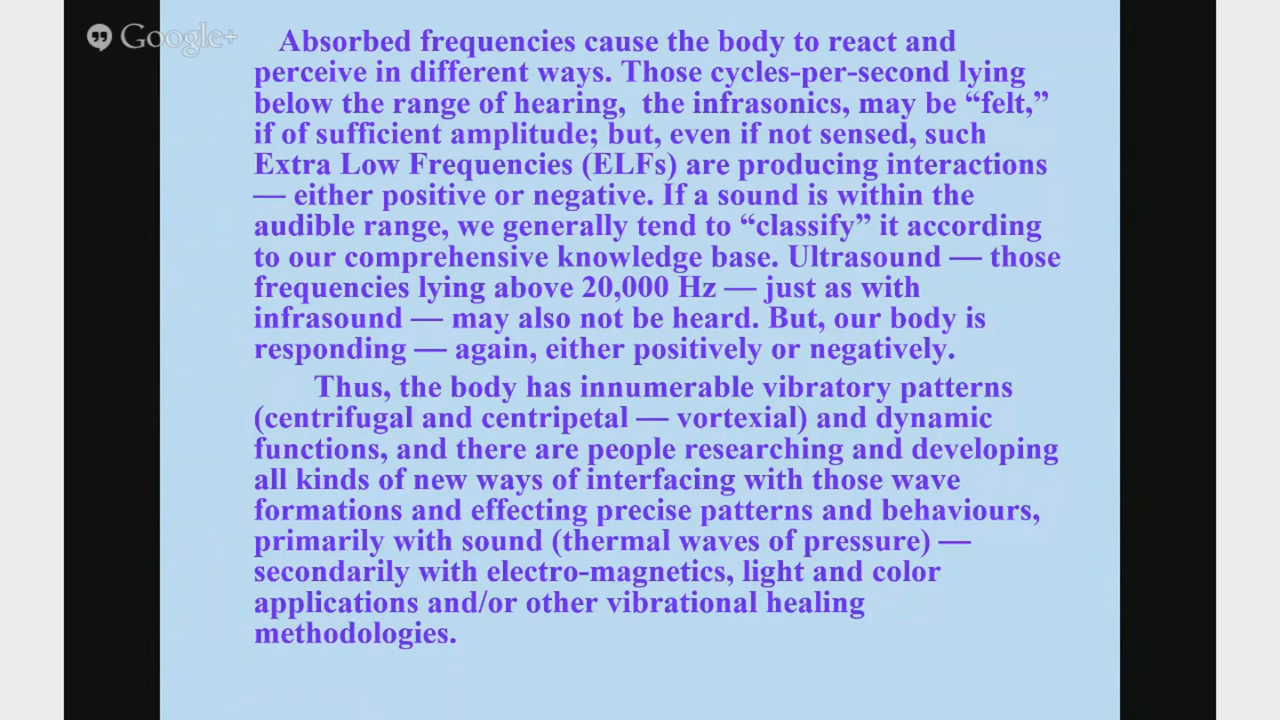 Google+
Absorbed frequencies cause the body to react and
perceive in different ways. Those cycles-per-second lying
below the range of hearing,  the infrasonics, may be “felt,”
if of sufficient amplitude; but, even if not sensed, such
Extra Low Frequencies (ELFs) are producing interactions
— either positive or negative. If a sound is within the
audible range, we generally tend to “classify” it according
to our comprehensive knowledge base. Ultrasound — those
frequencies lying above 20,000 Hz — just as with
infrasound — may also not be heard. But, our body is
responding — again, either positively or negatively.
Thus, the body has innumerable vibratory patterns
(centrifugal and centripetal — vortexial) and dynamic
functions, and there are people researching and developing
all kinds of new ways of interfacing with those wave
formations and effecting precise patterns and behaviours,
primarily with sound (thermal waves of pressure) —
secondarily with electro-magnetics, light and color
applications and/or other vibrational healing
methodologies.